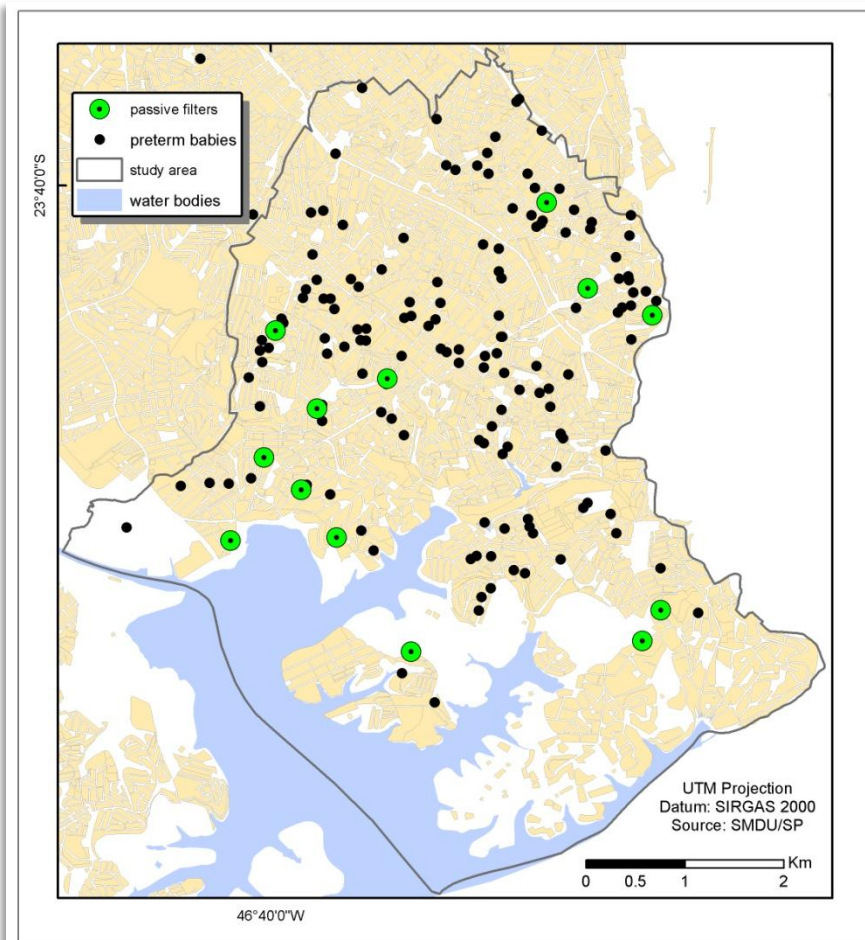 passive filters
preterm babies
study area
water bodies
23°40'0"S
UTM Projection
Datum: SIRGAS 2000
Source: SMDU/SP
Km
0 0.5 1 2
46°40'0"W